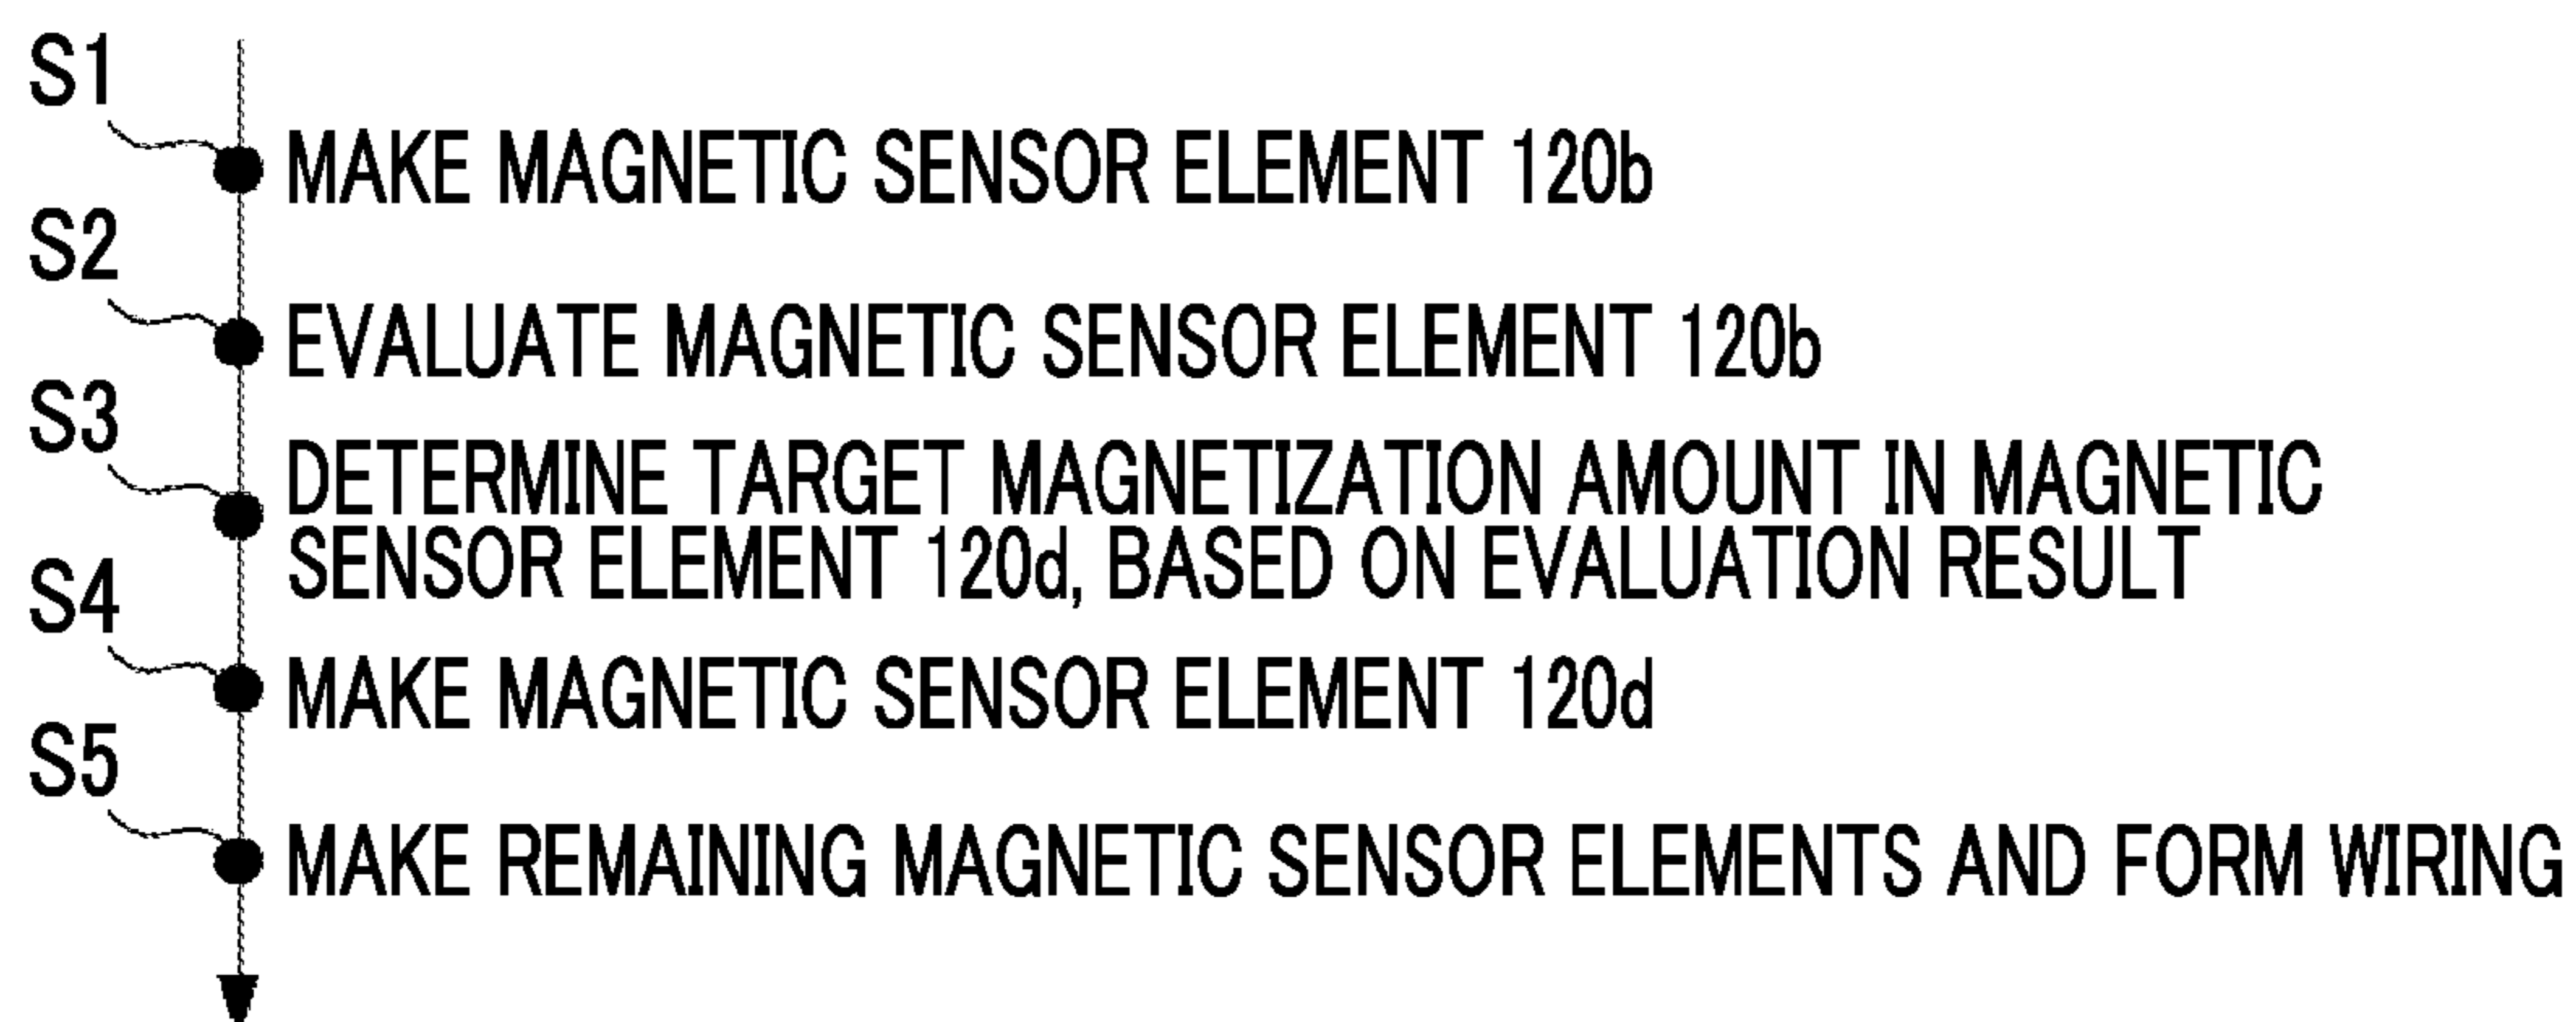 S1
MAKE MAGNETIC SENSOR ELEMENT 120b
S2
EVALUATE MAGNETIC SENSOR ELEMENT 120b
S3
DETERMINE TARGET MAGNETIZATION AMOUNT IN MAGNETIC
SENSOR ELEMENT 120d, BASED ON EVALUATION RESULT
S4
MAKE MAGNETIC SENSOR ELEMENT 120d
S5
MAKE REMAINING MAGNETIC SENSOR ELEMENTS AND FORM WIRING